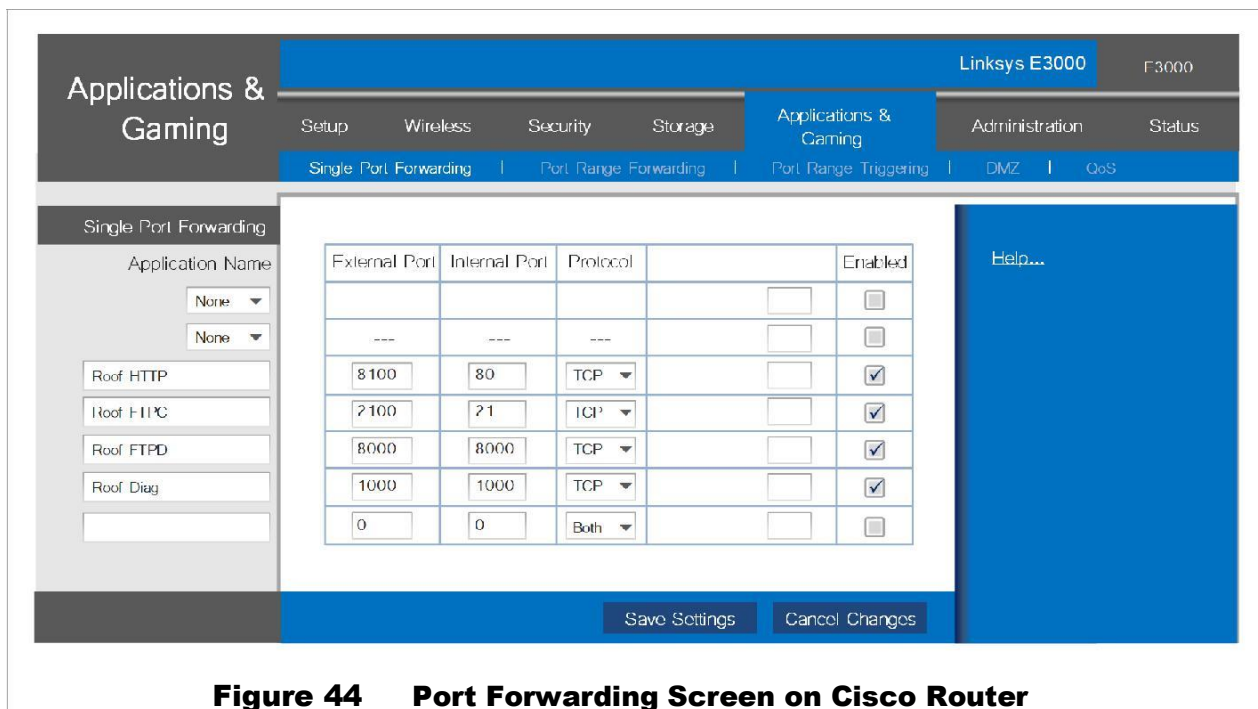 Linksys E3000 E3000
Applications &
Gaming
Setup Wireless Security Storage Applications & Gaming Administration Status
Single Port Forwarding | Port Range Forwarding | Port Range Triggering | DMZ | QoS
Single Port Forwarding
Application Name External Port Internal Port Protocol Enabled
Help...
None
None --- --- ---
Roof HTTP 8100 80 TCP
Roof FTPC 2100 21 TCP
Roof FTPD 8000 8000 TCP
Roof Diag 1000 1000 TCP
0 0 Both
Save Settings Cancel Changes
Figure 44 Port Forwarding Screen on Cisco Router